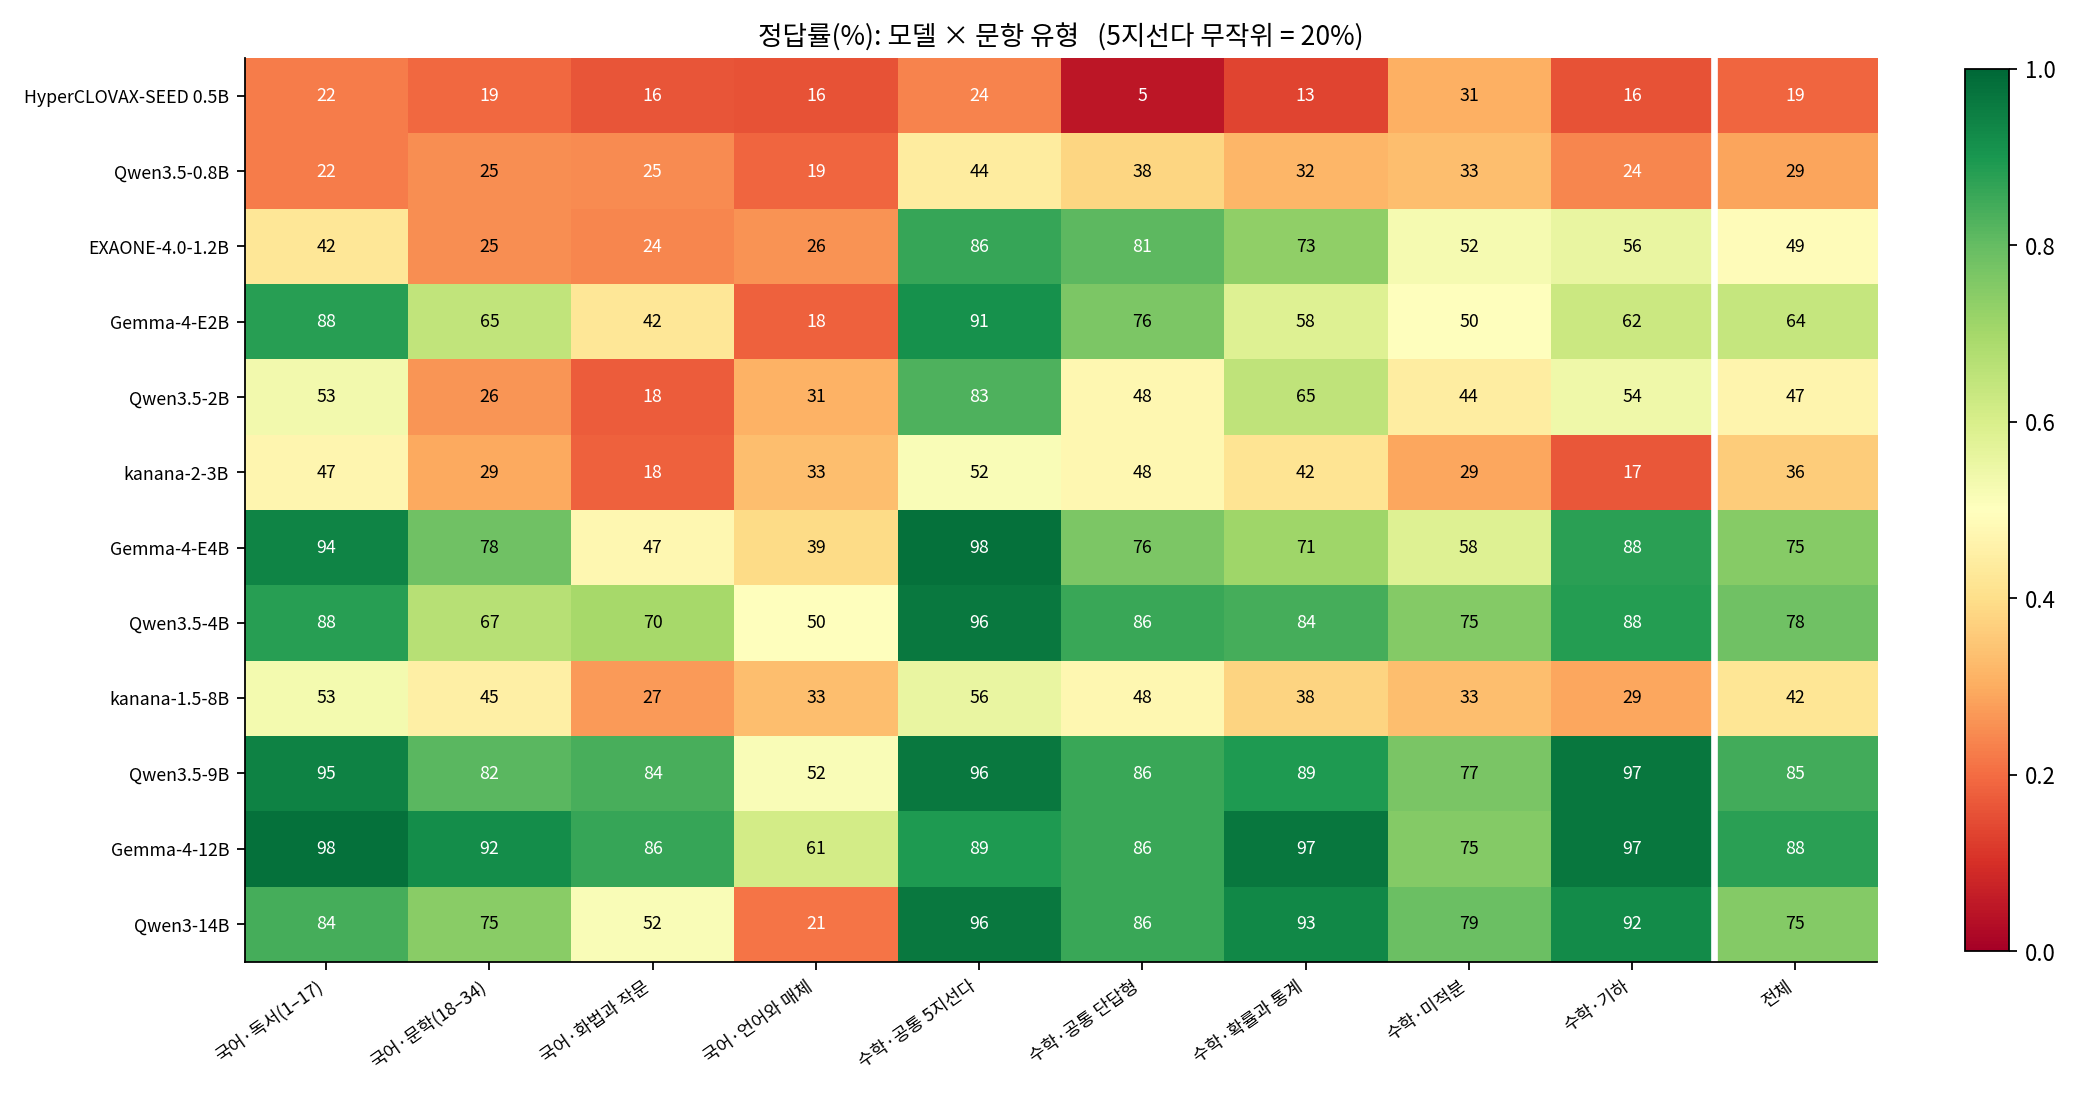 정답률(%): 모델 × 문항 유형 (5지선다 무작위 = 20%)
HyperCLOVAX-SEED 0.5B 22 19 16 16 24 5 13 31 16 19
Qwen3.5-0.8B 22 25 25 19 44 38 32 33 24 29
EXAONE-4.0-1.2B 42 25 24 26 86 81 73 52 56 49
Gemma-4-E2B 88 65 42 18 91 76 58 50 62 64
Qwen3.5-2B 53 26 18 31 83 48 65 44 54 47
kanana-2-3B 47 29 18 33 52 48 42 29 17 36
Gemma-4-E4B 94 78 47 39 98 76 71 58 88 75
Qwen3.5-4B 88 67 70 50 96 86 84 75 88 78
kanana-1.5-8B 53 45 27 33 56 48 38 33 29 42
Qwen3.5-9B 95 82 84 52 96 86 89 77 97 85
Gemma-4-12B 98 92 86 61 89 86 97 75 97 88
Qwen3-14B 84 75 52 21 96 86 93 79 92 75
국어·독서(1–17)
국어·문학(18–34)
국어·화법과 작문
국어·언어와 매체
수학·공통 5지선다
수학·공통 단답형
수학·확률과 통계
수학·미적분
수학·기하
전체
1.0
0.8
0.6
0.4
0.2
0.0